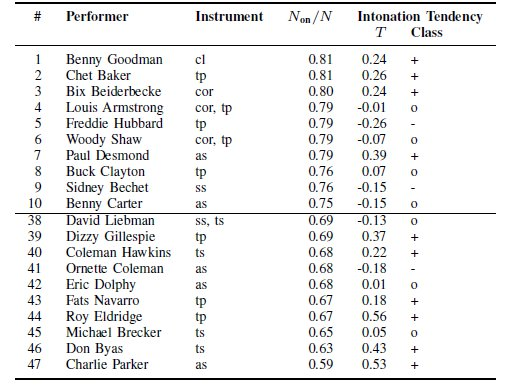 # Performer Instrument N_on/N Intonation Tendency
T Class
1 Benny Goodman cl 0.81 0.24 +
2 Chet Baker tp 0.81 0.26 +
3 Bix Beiderbecke cor 0.80 0.24 +
4 Louis Armstrong cor, tp 0.79 -0.01 o
5 Freddie Hubbard tp 0.79 -0.26 -
6 Woody Shaw cor, tp 0.79 -0.07 o
7 Paul Desmond as 0.79 0.39 +
8 Buck Clayton tp 0.76 0.07 o
9 Sidney Bechet ss 0.76 -0.15 -
10 Benny Carter as 0.75 -0.15 o
38 David Liebman ss, ts 0.69 -0.13 o
39 Dizzy Gillespie tp 0.69 0.37 +
40 Coleman Hawkins ts 0.68 0.22 +
41 Ornette Coleman as 0.68 -0.18 -
42 Eric Dolphy as 0.68 0.01 o
43 Fats Navarro tp 0.67 0.18 +
44 Roy Eldridge tp 0.67 0.56 +
45 Michael Brecker ts 0.65 0.05 o
46 Don Byas ts 0.63 0.43 +
47 Charlie Parker as 0.59 0.53 +